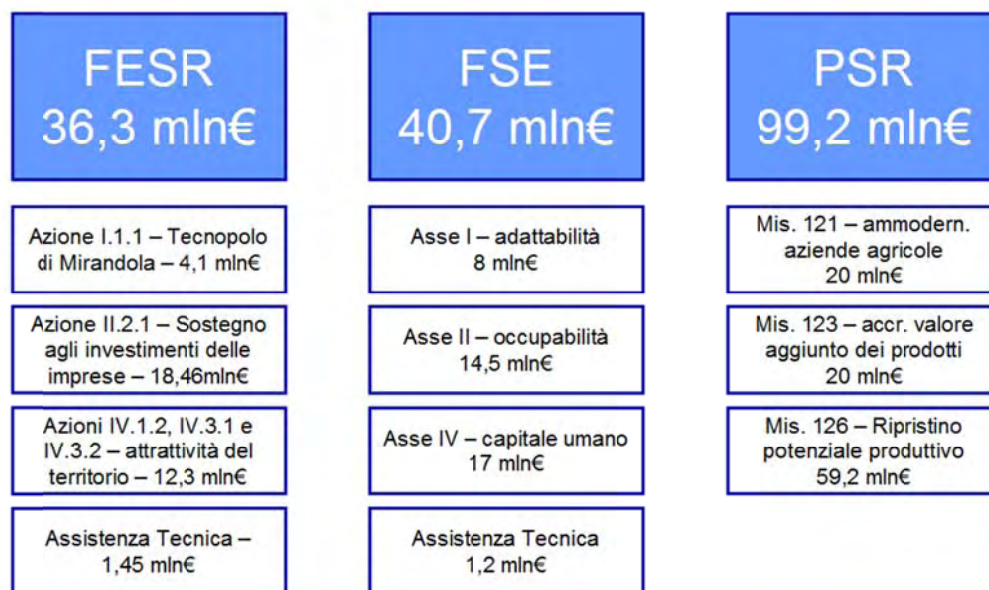 FESR
36,3 mln€
Azione I.1.1 – Tecnopolo
di Mirandola – 4,1 mln€
Azione II.2.1 – Sostegno
agli investimenti delle
imprese – 18,46mln€
Azioni IV.1.2, IV.3.1 e
IV.3.2 – attrattività del
territorio – 12,3 mln€
Assistenza Tecnica –
1,45 mln€
FSE
40,7 mln€
Asse I – adattabilità
8 mln€
Asse II – occupabilità
14,5 mln€
Asse IV – capitale umano
17 mln€
Assistenza Tecnica
1,2 mln€
PSR
99,2 mln€
Mis. 121 – ammodern.
aziende agricole
20 mln€
Mis. 123 – accr. valore
aggiunto dei prodotti
20 mln€
Mis. 126 – Ripristino
potenziale produttivo
59,2 mln€